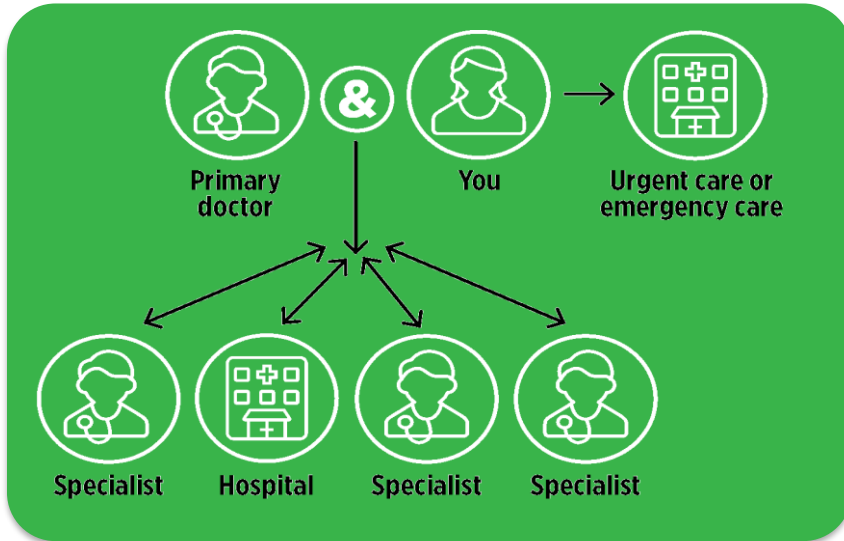 &
Primary
doctor
You
Urgent care or
emergency care
Specialist
Hospital
Specialist
Specialist